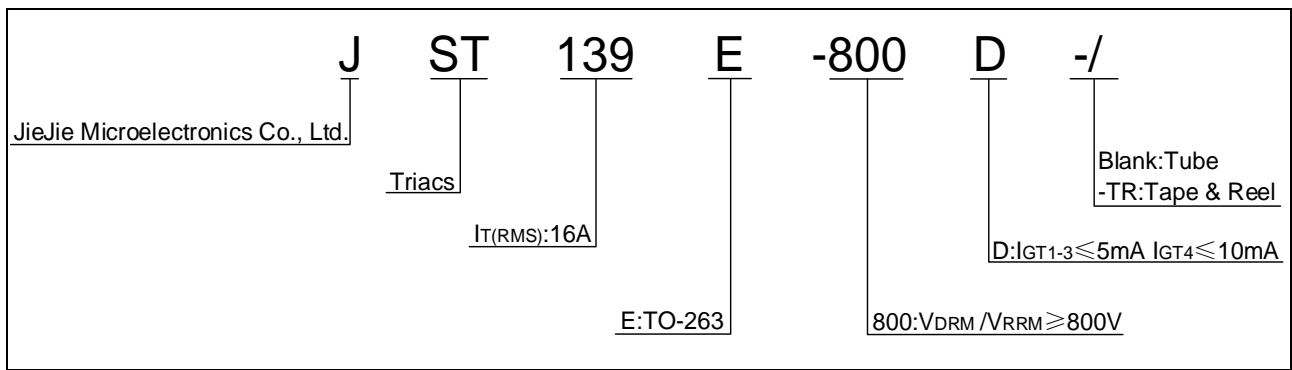 J ST 139 E -800 D -/
JieJie Microelectronics Co., Ltd.
Blank:Tube
Triacs
-TR:Tape & Reel
IT(RMS):16A
D:IGT1-3≤5mA IGT4≤10mA
E:TO-263
800:VDRM /VRRM≥800V